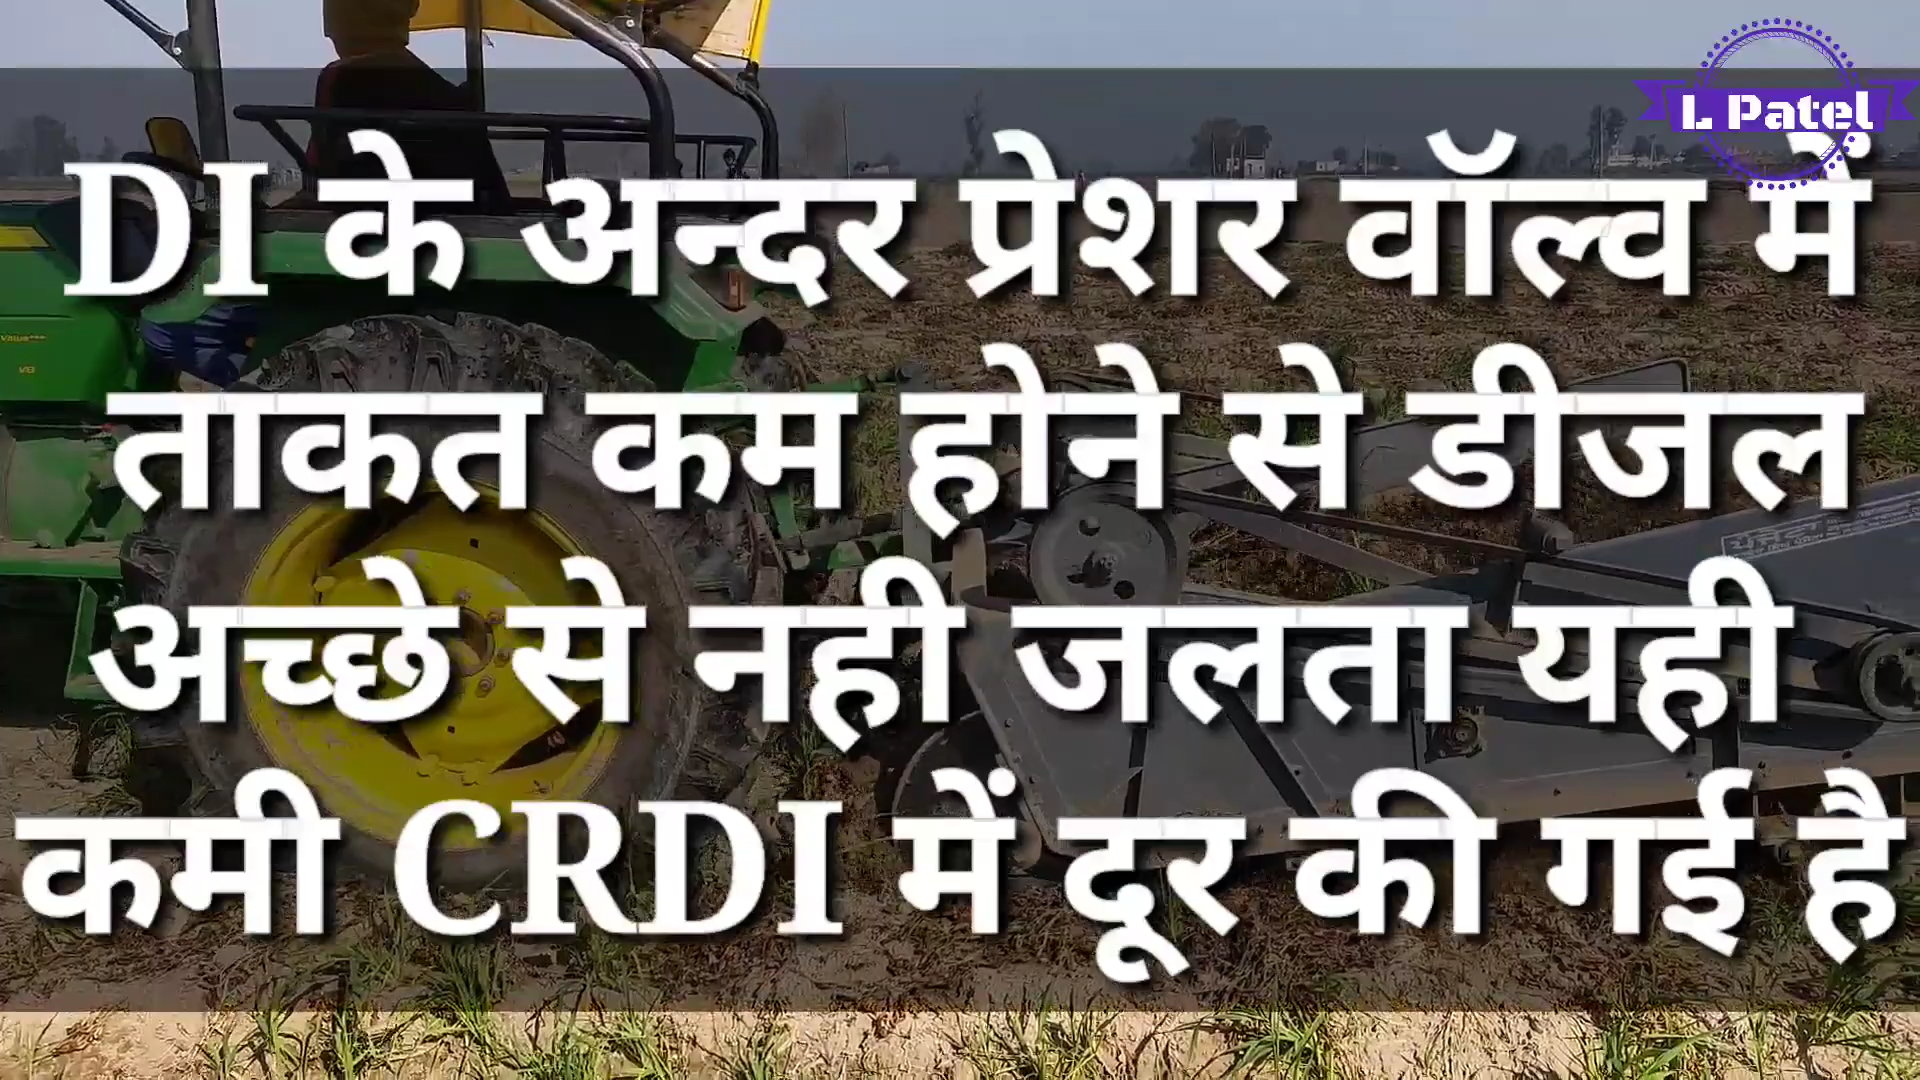 L Patel
DI के अन्दर प्रेशर वॉल्व में
ताकत कम होने से डीजल
अच्छे से नही जलता यही
कमी CRDI में दूर की गई है